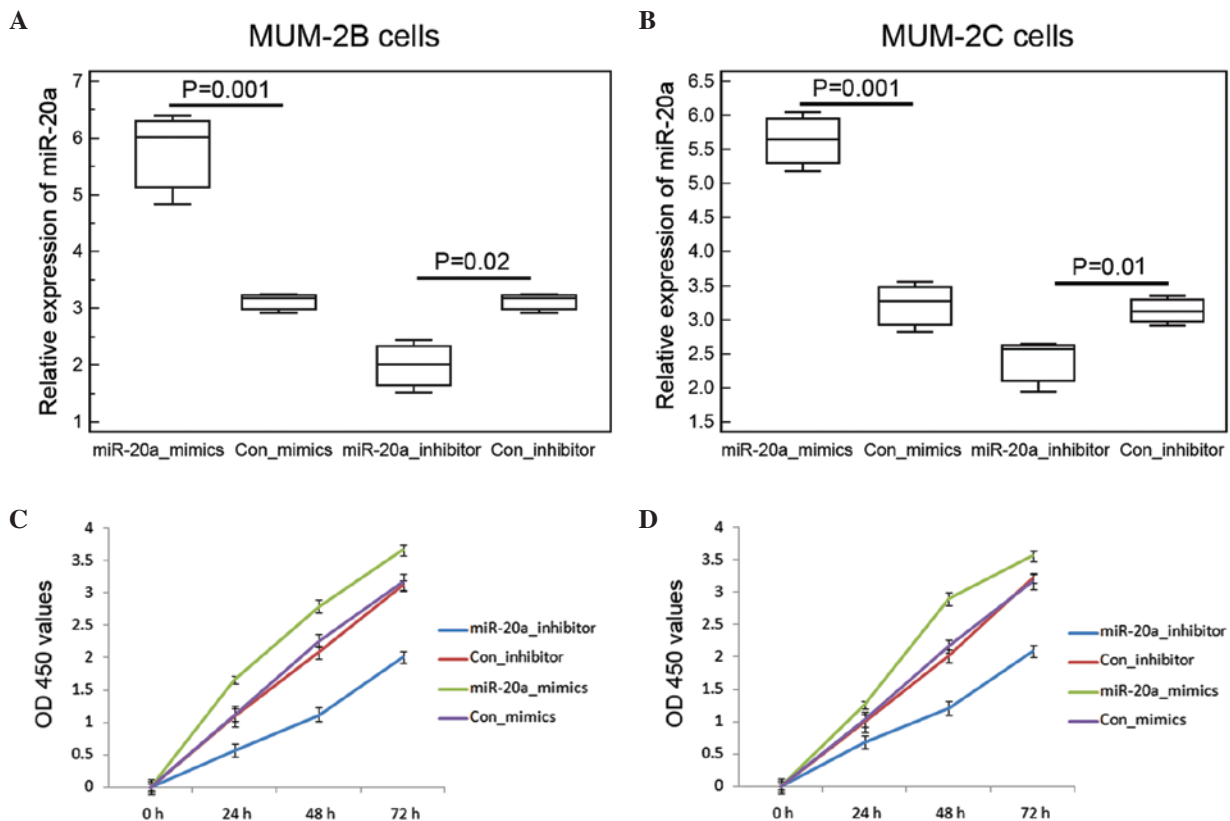 A
MUM-2B cells
Relative expression of miR-20a
7
6
5
4
3
2
1
P=0.001
P=0.02
miR-20a_mimics Con_mimics miR-20a_inhibitor Con_inhibitor
B
MUM-2C cells
Relative expression of miR-20a
6.5
6.0
5.5
5.0
4.5
4.0
3.5
3.0
2.5
2.0
1.5
P=0.001
P=0.01
miR-20a_mimics Con_mimics miR-20a_inhibitor Con_inhibitor
C
OD 450 values
4
3.5
3
2.5
2
1.5
1
0.5
0
0 h 24 h 48 h 72 h
miR-20a_inhibitor
Con_inhibitor
miR-20a_mimics
Con_mimics
D
OD 450 values
4
3.5
3
2.5
2
1.5
1
0.5
0
0 h 24 h 48 h 72 h
miR-20a_inhibitor
Con_inhibitor
miR-20a_mimics
Con_mimics